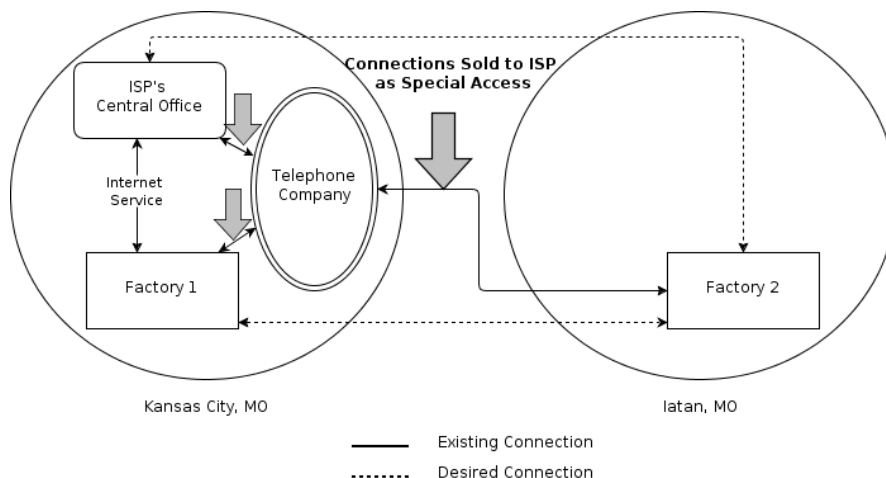 Connections Sold to ISP
as Special Access
ISP's
Central Office
Telephone
Company
Internet
Service
Factory 1
Factory 2
Kansas City, MO
Iatan, MO
Existing Connection
Desired Connection